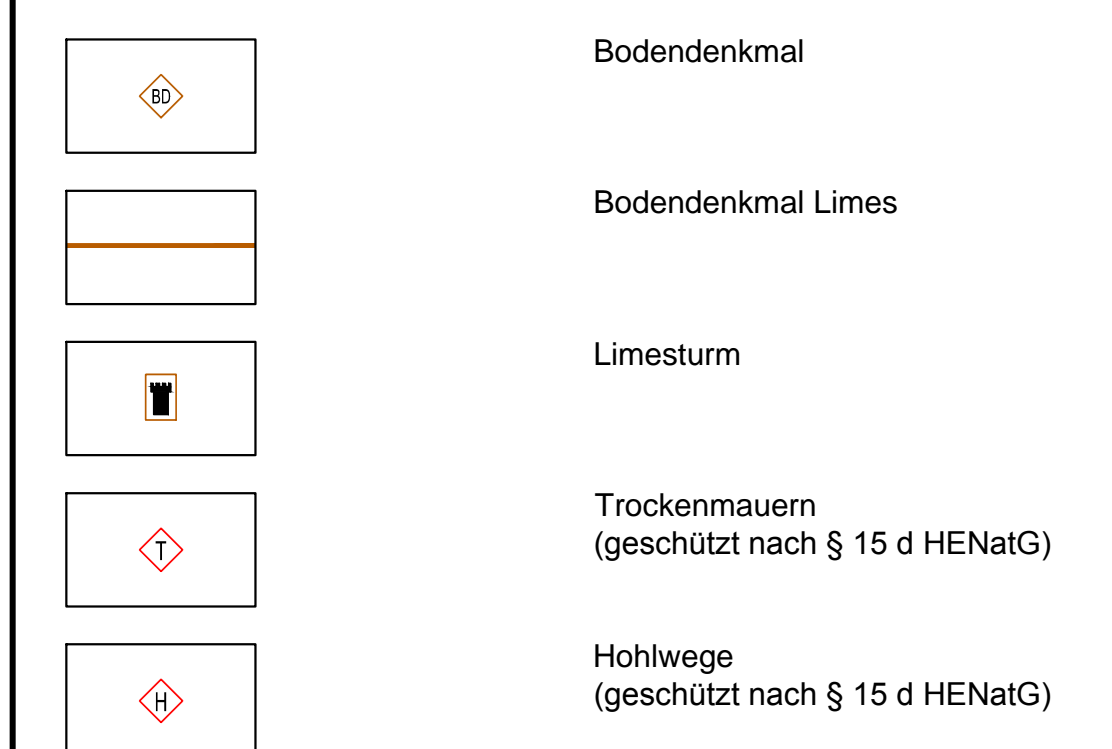 BD Bodendenkmal
Bodendenkmal Limes
Limesturm
T Trockenmauern
(geschützt nach § 15 d HENatG)
H Hohlwege
(geschützt nach § 15 d HENatG)